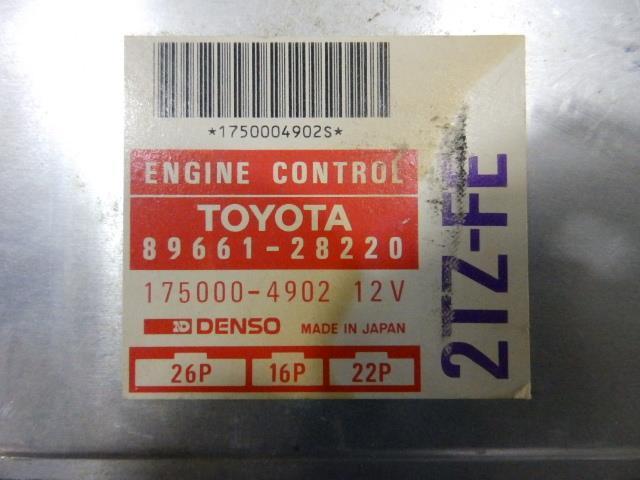 *1750004902S*
ENGINE CONTROL
TOYOTA
89661-28220
175000-4902 12V
DENSO MADE IN JAPAN
26P 16P 22P
2TZ-FE